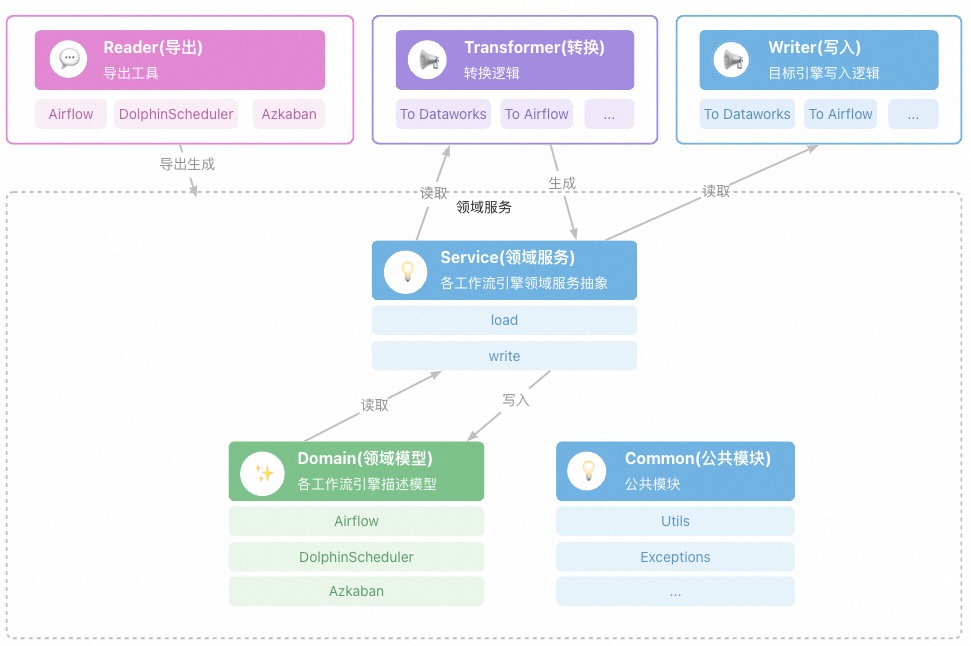 Reader(导出)
导出工具
Airflow
DolphinScheduler
Azkaban
Transformer(转换)
转换逻辑
To Dataworks
To Airflow
...
Writer(写入)
目标引擎写入逻辑
To Dataworks
To Airflow
...
导出生成
读取
生成
读取
领域服务
Service(领域服务)
各工作流引擎领域服务抽象
load
write
读取
写入
Domain(领域模型)
各工作流引擎描述模型
Airflow
DolphinScheduler
Azkaban
Common(公共模块)
公共模块
Utils
Exceptions
...